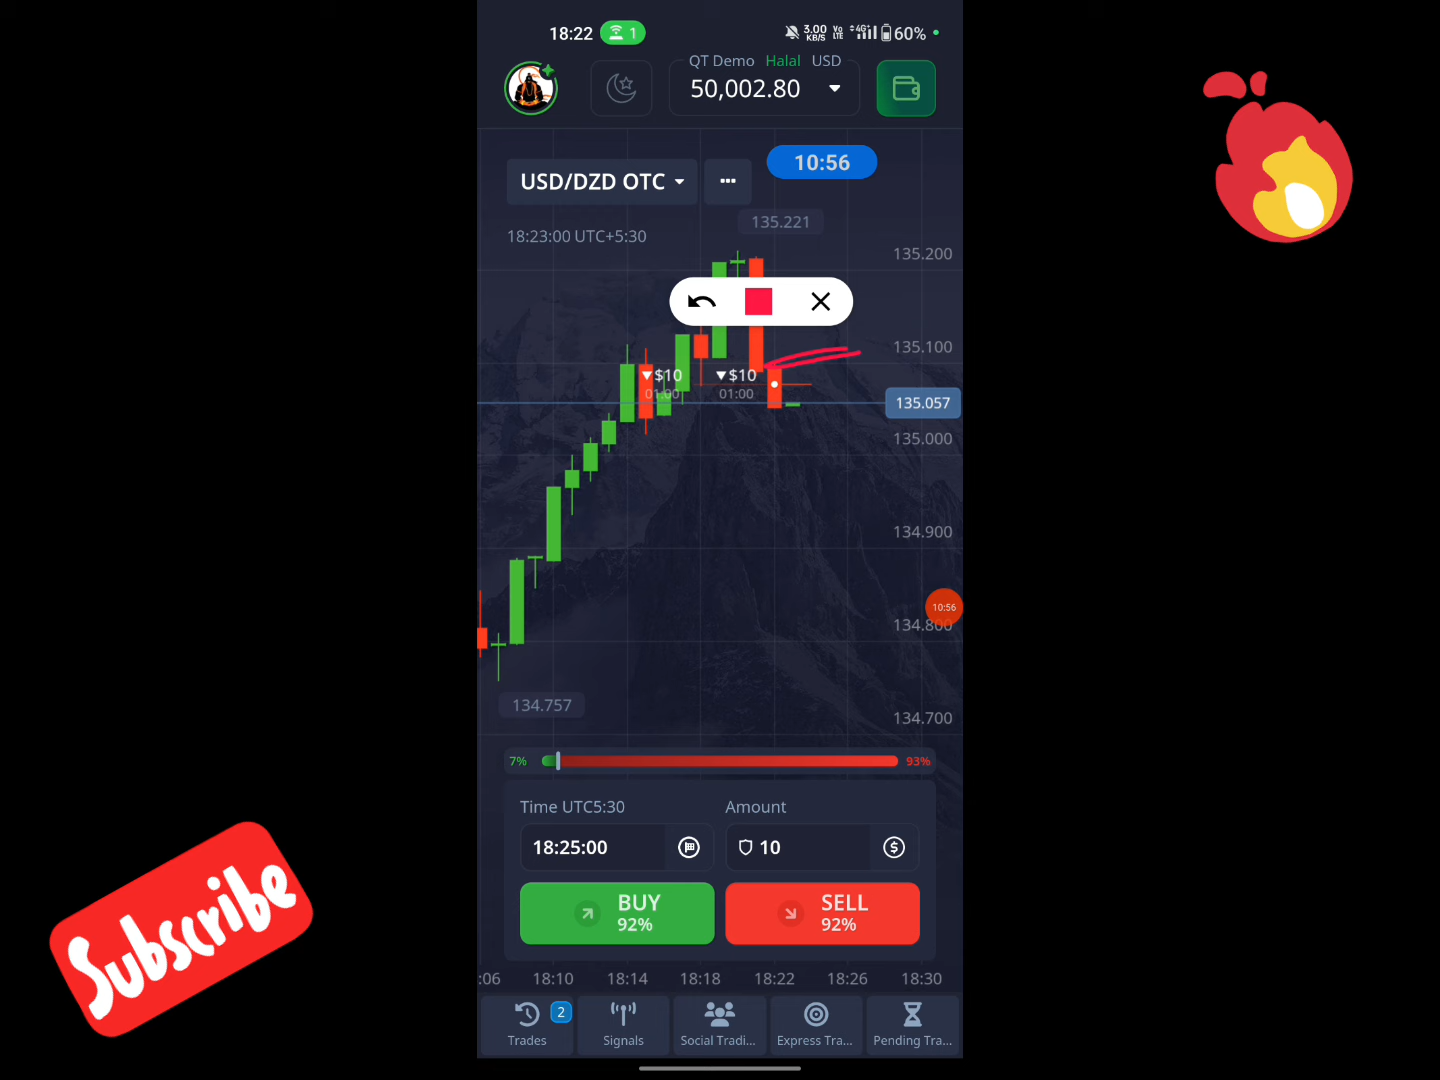 18:22
1
3.00 KB/S
Vo LTE
4G+
60%
QT Demo Halal USD
50,002.80
USD/DZD OTC
•••
10:56
135.221
18:23:00 UTC+5:30
135.200
135.100
$10
01:00
$10
01:00
135.057
135.000
134.900
10:56
134.800
134.757
134.700
7%
93%
Time UTC5:30
Amount
18:25:00
10
$
BUY
92%
SELL
92%
:06 18:10 18:14 18:18 18:22 18:26 18:30
2
Trades
Signals
Social Tradi...
Express Tra...
Pending Tra...
Subscribe